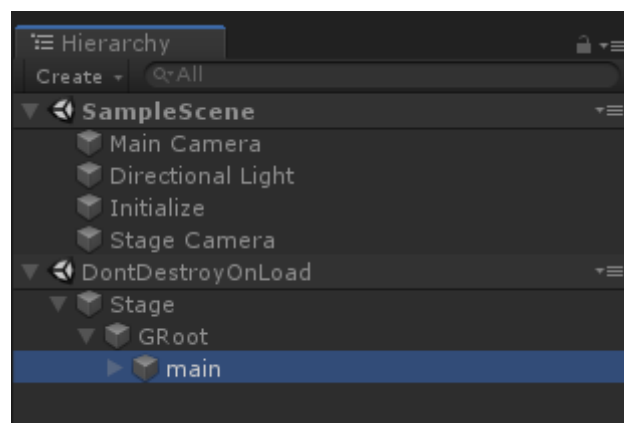 Hierarchy
Create All
SampleScene
Main Camera
Directional Light
Initialize
Stage Camera
DontDestroyOnLoad
Stage
GRoot
main